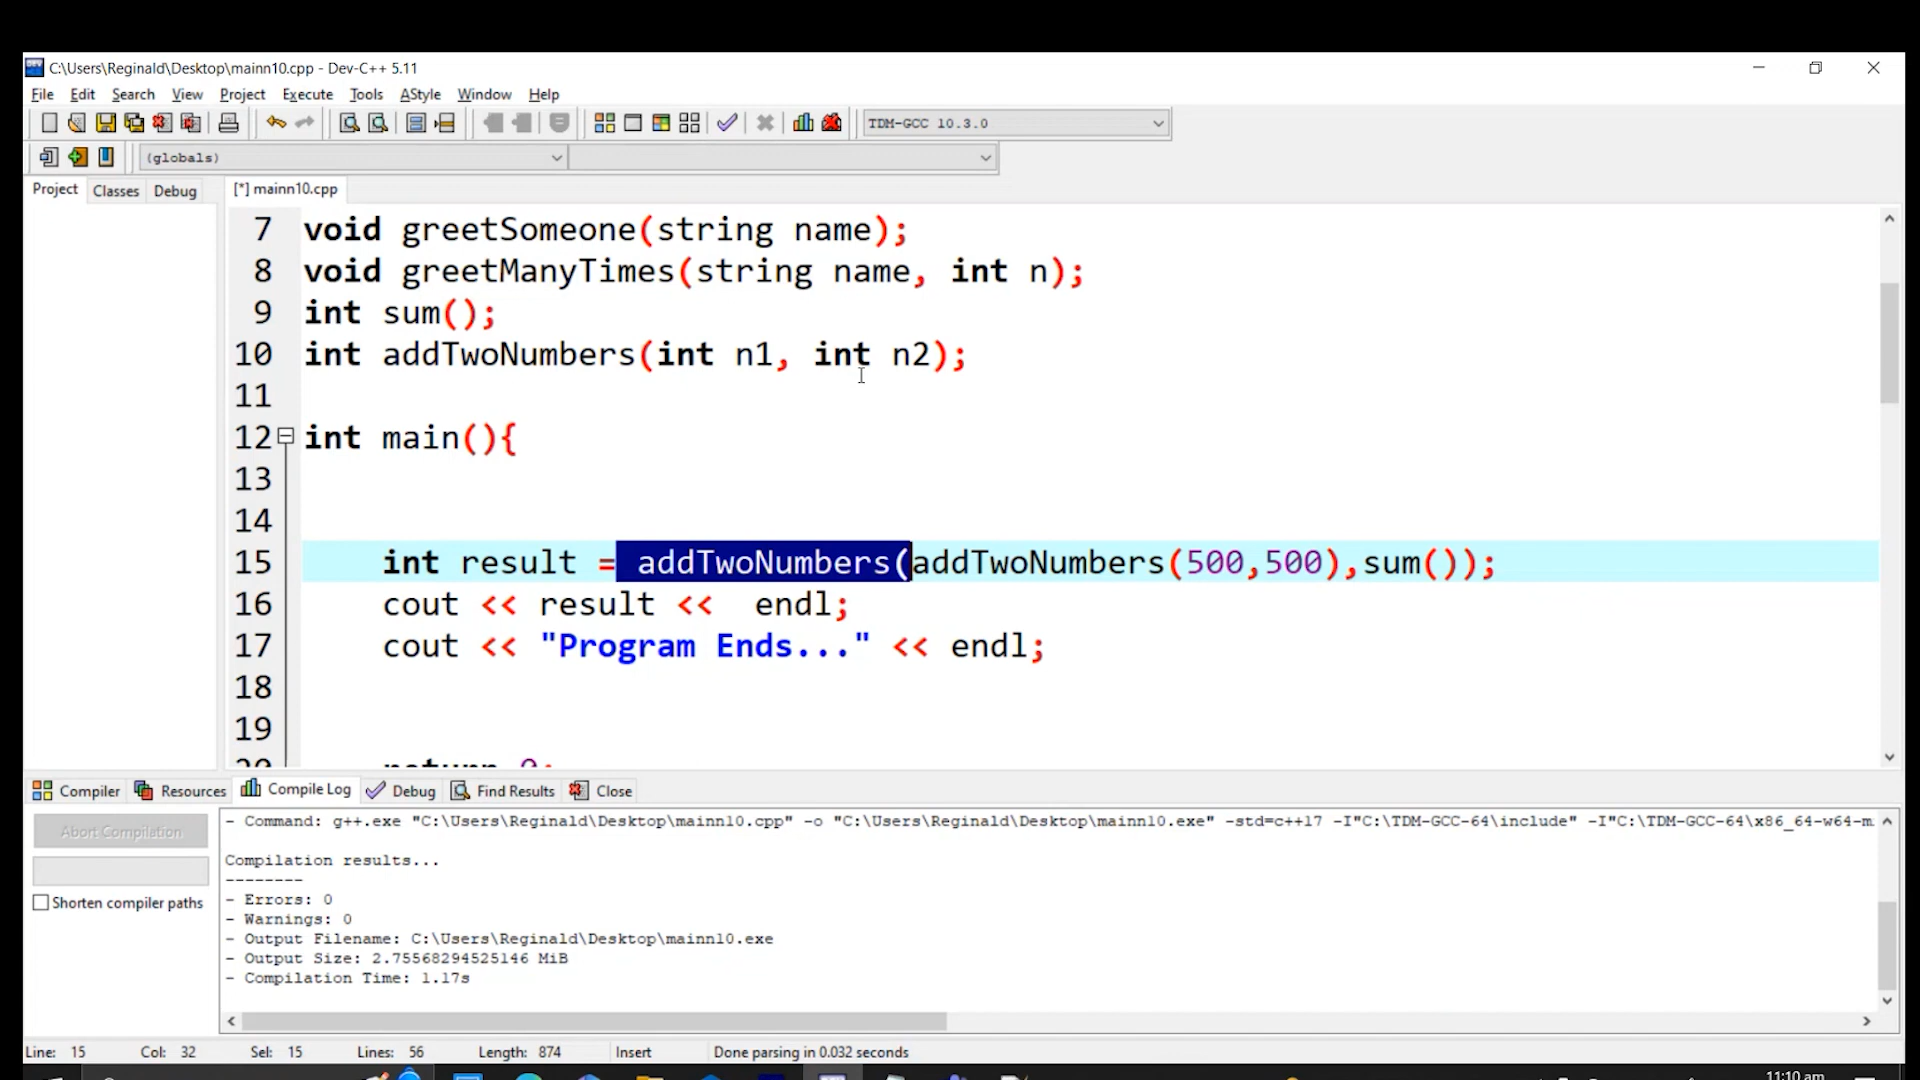 C:\Users\Reginald\Desktop\mainn10.cpp - Dev-C++ 5.11
File Edit Search View Project Execute Tools AStyle Window Help
TDM-GCC 10.3.0
(globals)
Project Classes Debug [*] mainn10.cpp
7 void greetSomeone(string name);
8 void greetManyTimes(string name, int n);
9 int sum();
10 int addTwoNumbers(int n1, int n2);
11
12 int main(){
13
14
15 int result = addTwoNumbers(addTwoNumbers(500,500),sum());
16 cout << result <<  endl;
17 cout << "Program Ends..." << endl;
18
19
20 return 0;
Compiler Resources Compile Log Debug Find Results Close
Abort Compilation
Shorten compiler paths
- Command: g++.exe "C:\Users\Reginald\Desktop\mainn10.cpp" -o "C:\Users\Reginald\Desktop\mainn10.exe" -std=c++17 -I"C:\TDM-GCC-64\include" -I"C:\TDM-GCC-64\x86_64-w64-m
Compilation results...
--------
- Errors: 0
- Warnings: 0
- Output Filename: C:\Users\Reginald\Desktop\mainn10.exe
- Output Size: 2.75568294525146 MiB
- Compilation Time: 1.17s
Line: 15 Col: 32 Sel: 15 Lines: 56 Length: 874 Insert Done parsing in 0.032 seconds
11:10 am